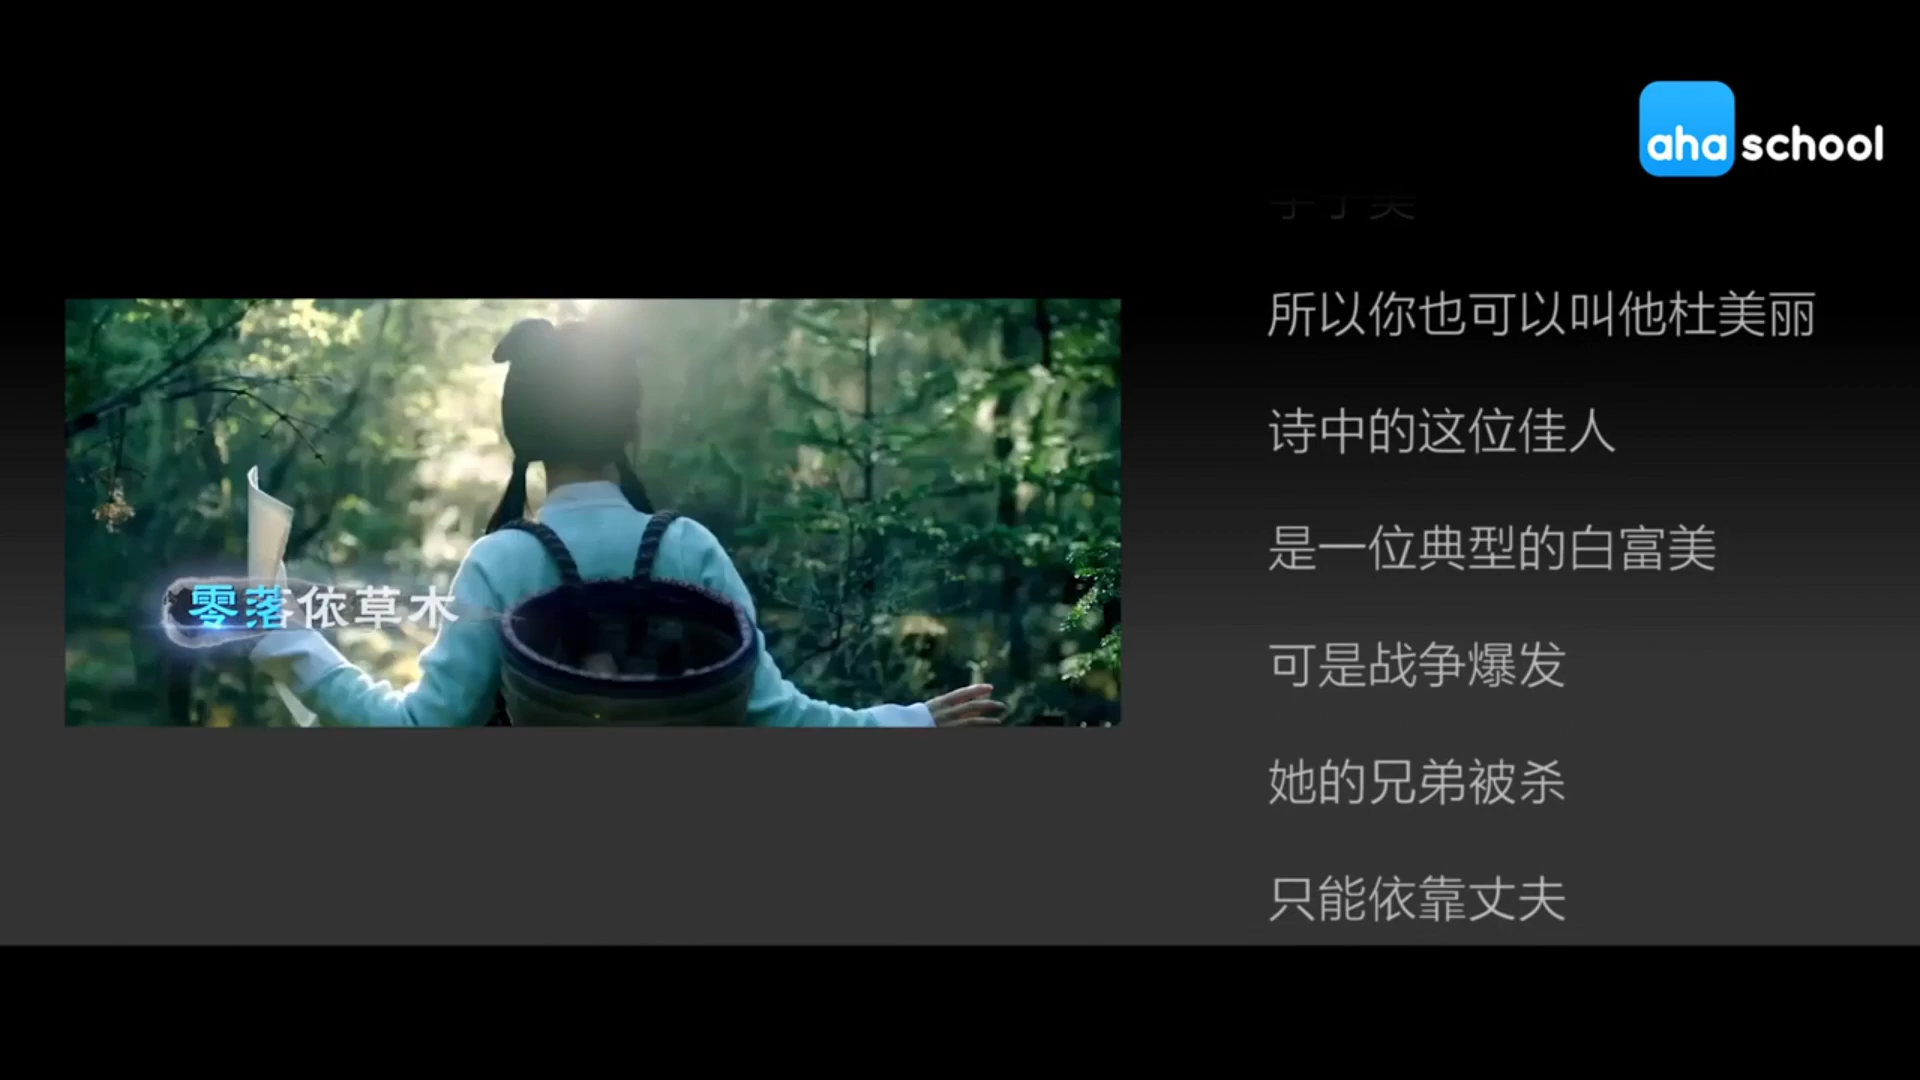 aha school
所以你也可以叫他杜美丽
诗中的这位佳人
是一位典型的白富美
可是战争爆发
她的兄弟被杀
只能依靠丈夫
零落依草木